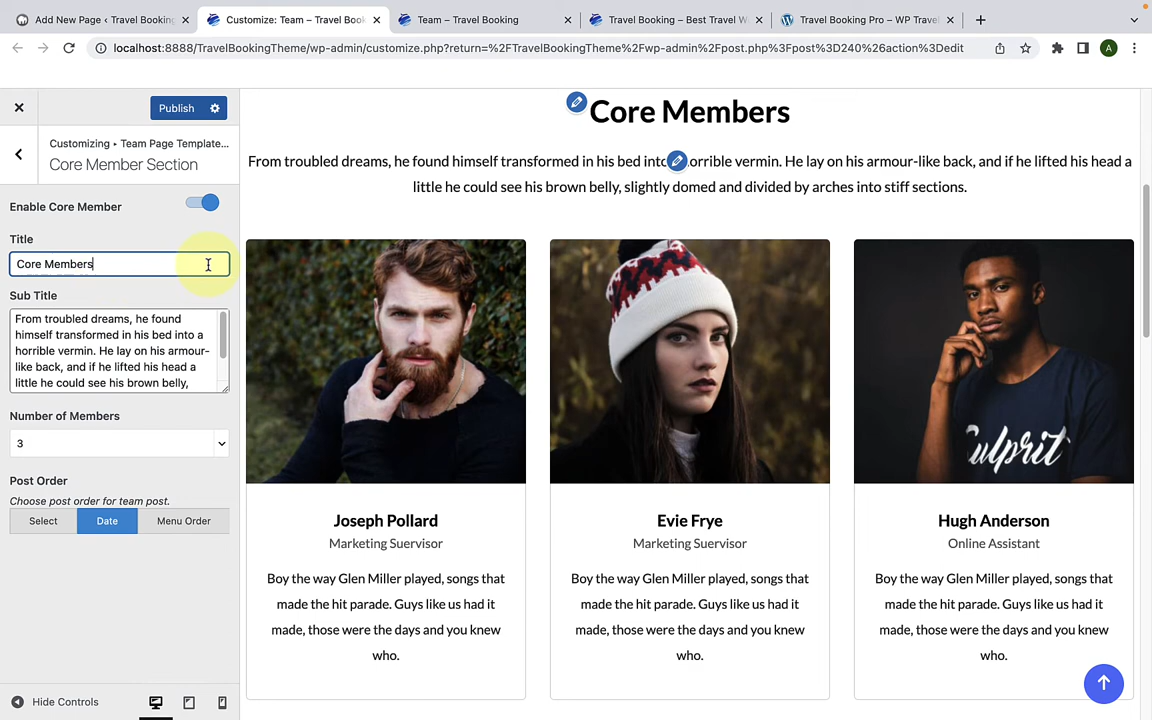 Add New Page ‹ Travel Booking
Customize: Team – Travel Book
Team – Travel Booking
Travel Booking – Best Travel W
Travel Booking Pro – WP Travel
localhost:8888/TravelBookingTheme/wp-admin/customize.php?return=%2FTravelBookingTheme%2Fwp-admin%2Fpost.php%3Fpost%3D240%26action%3Dedit
A
Publish
Customizing ▸ Team Page Template...
Core Member Section
Enable Core Member
Title
Core Members
Sub Title
From troubled dreams, he found
himself transformed in his bed into a
horrible vermin. He lay on his armour-
like back, and if he lifted his head a
little he could see his brown belly,
Number of Members
3
Post Order
Choose post order for team post.
Select Date Menu Order
Hide Controls
Core Members
From troubled dreams, he found himself transformed in his bed into orrible vermin. He lay on his armour-like back, and if he lifted his head a
little he could see his brown belly, slightly domed and divided by arches into stiff sections.
Culprit
Joseph Pollard
Marketing Suervisor
Boy the way Glen Miller played, songs that
made the hit parade. Guys like us had it
made, those were the days and you knew
who.
Evie Frye
Marketing Suervisor
Boy the way Glen Miller played, songs that
made the hit parade. Guys like us had it
made, those were the days and you knew
who.
Hugh Anderson
Online Assistant
Boy the way Glen Miller played, songs that
made the hit parade. Guys like us had it
made, those were the days and you knew
who.